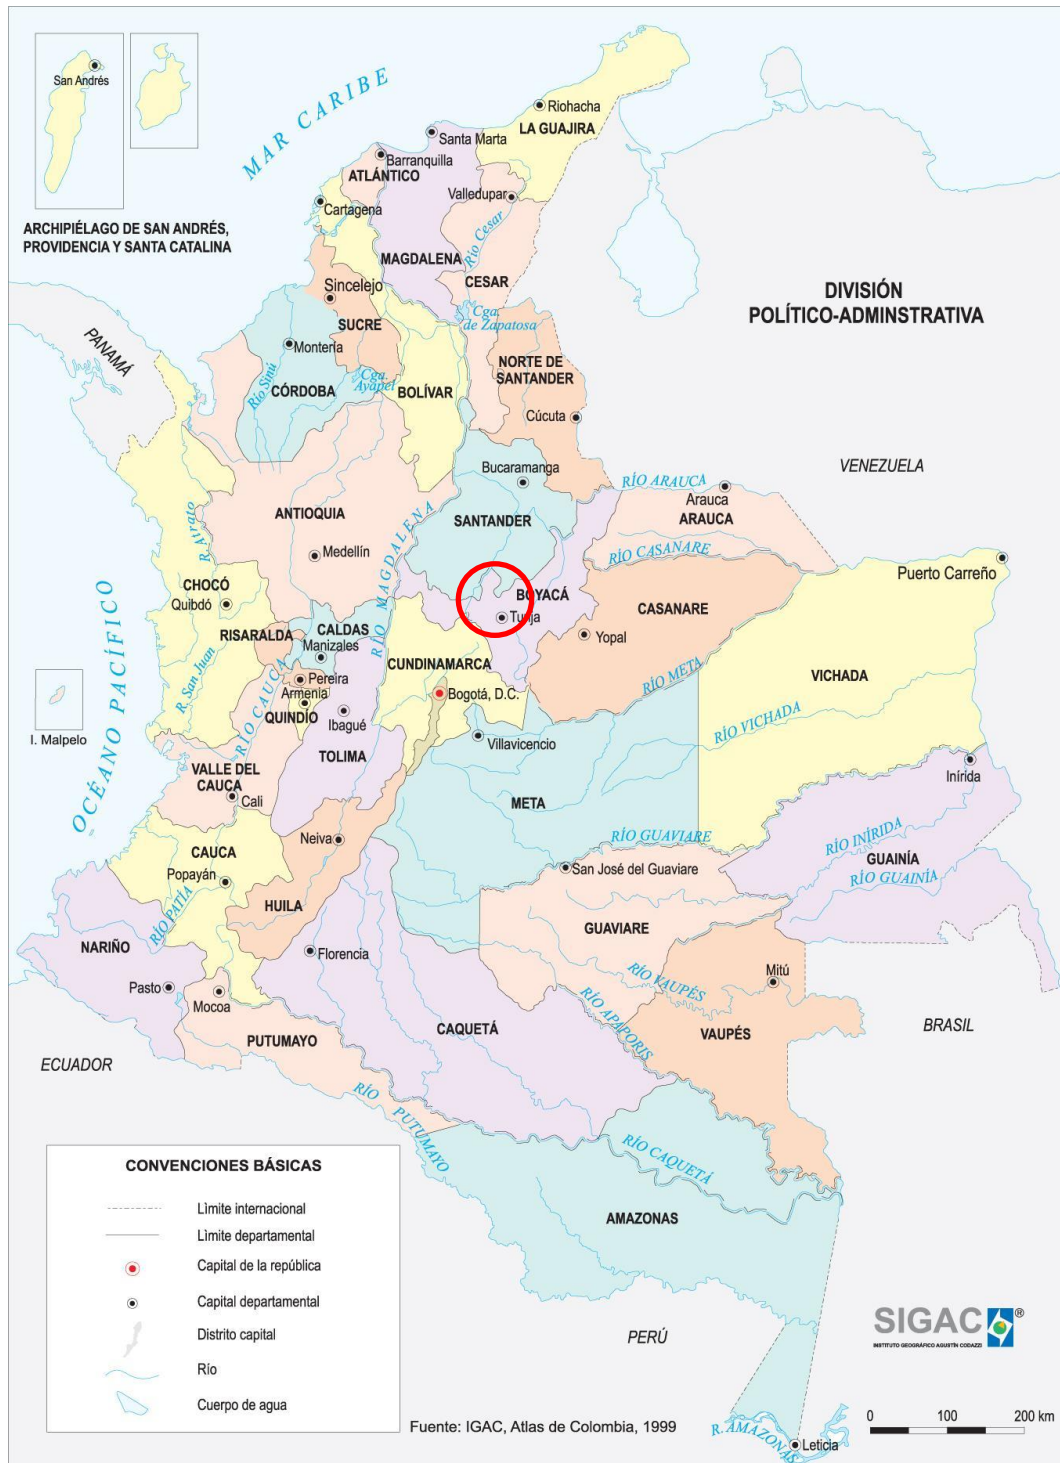 San Andrés
ARCHIPIÉLAGO DE SAN ANDRÉS,
PROVIDENCIA Y SANTA CATALINA
MAR CARIBE
Riohacha
LA GUAJIRA
Santa Marta
Barranquilla
ATLÁNTICO
Valledupar
Cartagena
Río Cesar
MAGDALENA
CESAR
DIVISIÓN
POLÍTICO-ADMINSTRATIVA
Sincelejo
SUCRE
Cga.
de Zapatosa
PANAMÁ
Montería
NORTE DE
SANTANDER
Río Sinú
CÓRDOBA
Cga.
Ayapel
BOLÍVAR
Cúcuta
VENEZUELA
Bucaramanga
RÍO ARAUCA
Arauca
ARAUCA
SANTANDER
ANTIOQUIA
R. Atrato
Medellín
RÍO MAGDALENA
RÍO CASANARE
Puerto Carreño
CHOCÓ
Quibdó
BOYACÁ
Tunja
CASANARE
Yopal
RISARALDA
CALDAS
Manizales
CUNDINAMARCA
OCÉANO PACÍFICO
R. San Juan
Pereira
Armenia
QUINDÍO
RÍO CAUCA
Ibagué
Bogotá, D.C.
RÍO META
VICHADA
RÍO VICHADA
I. Malpelo
Villavicencio
TOLIMA
VALLE DEL
CAUCA
Cali
META
Inírida
Neiva
RÍO GUAVIARE
RÍO INÍRIDA
CAUCA
Popayán
San José del Guaviare
GUAINÍA
RÍO GUAINÍA
RÍO PATÍA
HUILA
GUAVIARE
NARIÑO
Florencia
Pasto
Mocoa
RÍO VAUPÉS
Mitú
RÍO APAPORIS
CAQUETÁ
VAUPÉS
BRASIL
PUTUMAYO
ECUADOR
RÍO PUTUMAYO
RÍO CAQUETÁ
AMAZONAS
CONVENCIONES BÁSICAS
Lìmite internacional
Lìmite departamental
Capital de la república
Capital departamental
Distrito capital
Río
Cuerpo de agua
PERÚ
SIGAC®
INSTITUTO GEOGRÁFICO AGUSTÍN CODAZZI
Fuente: IGAC, Atlas de Colombia, 1999
0 100 200 km
R. AMAZONAS
Leticia